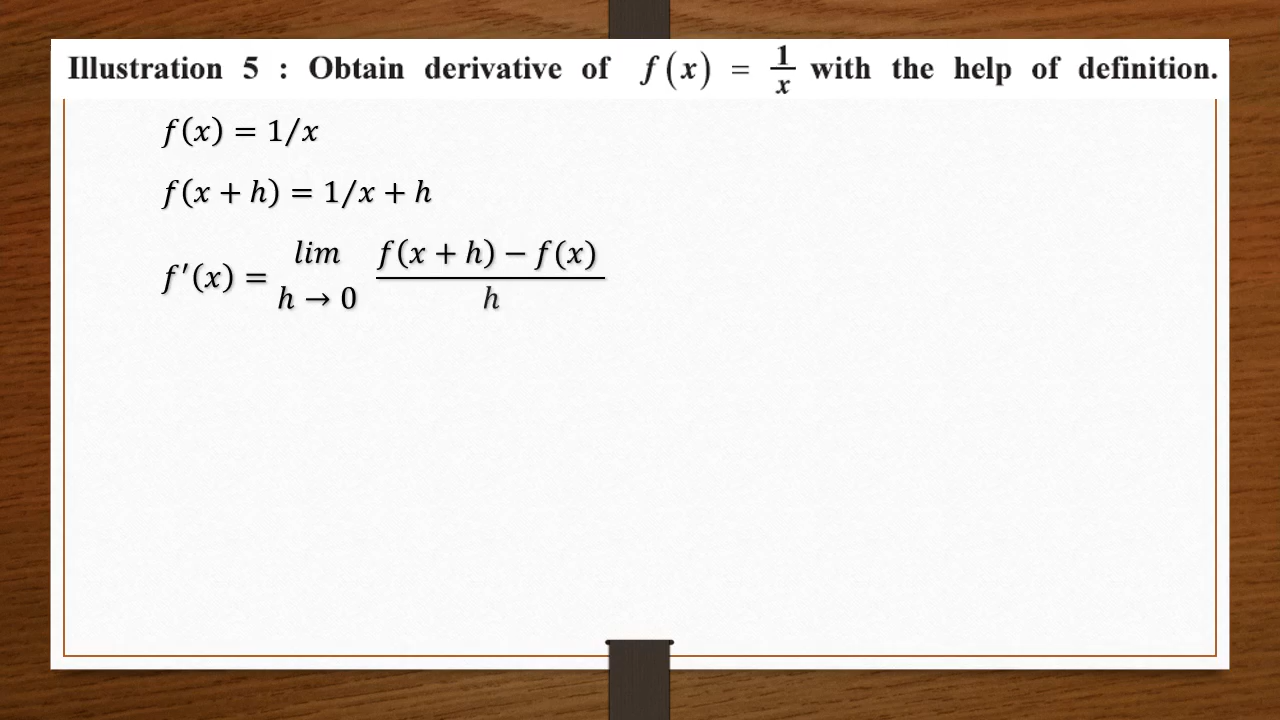 Illustration 5 : Obtain derivative of f(x) = 1/x with the help of definition.
f(x) = 1/x
f(x + h) = 1/x + h
f′(x) = lim h → 0 f(x + h) − f(x) / h